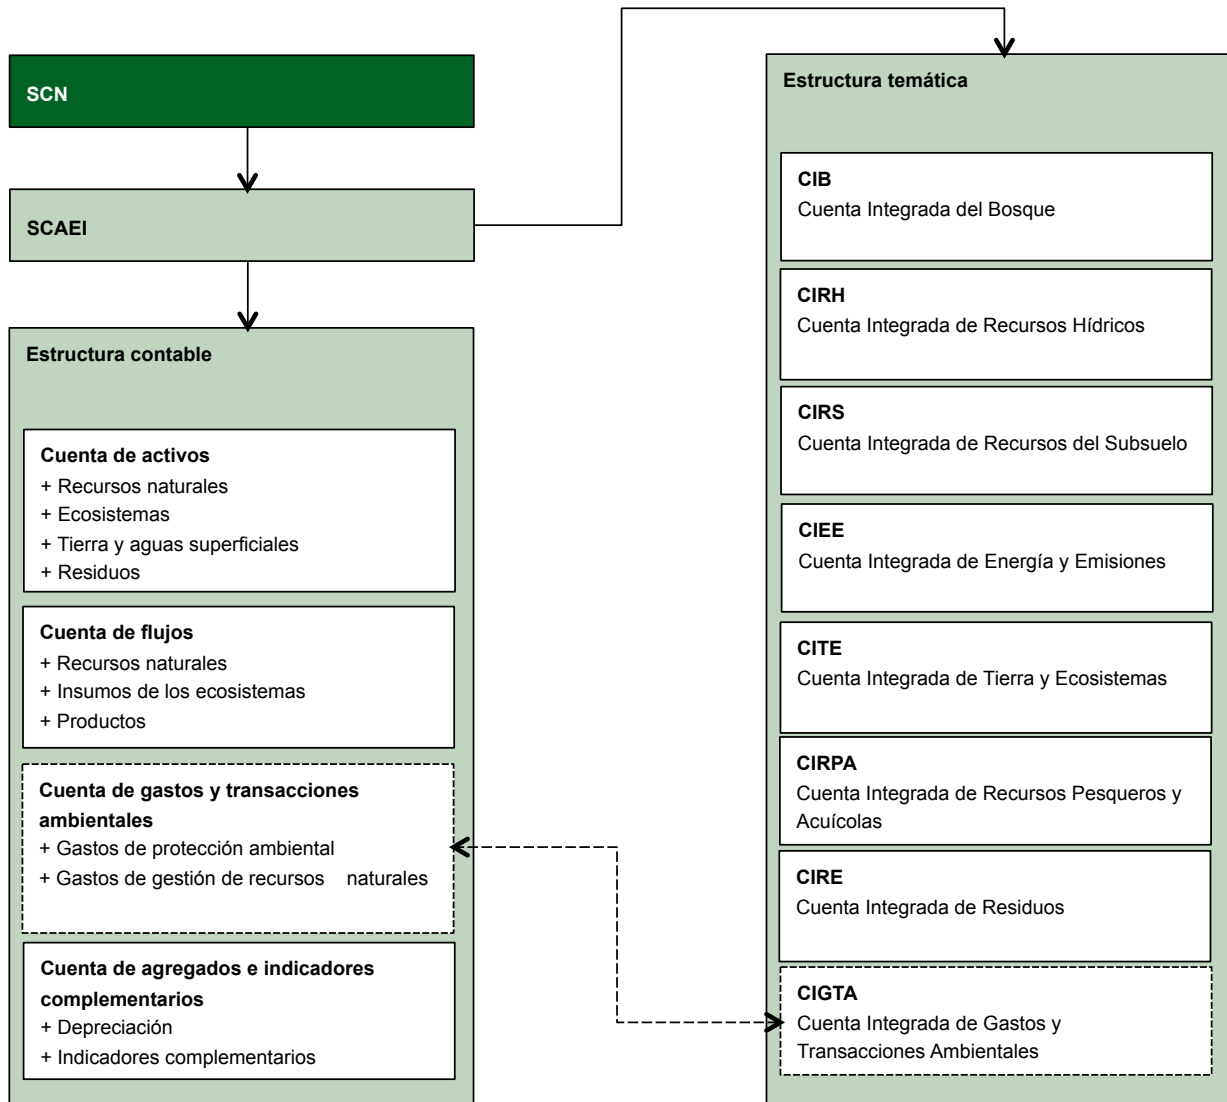 SCN
SCAEI
Estructura contable
Cuenta de activos
+ Recursos naturales
+ Ecosistemas
+ Tierra y aguas superficiales
+ Residuos
Cuenta de flujos
+ Recursos naturales
+ Insumos de los ecosistemas
+ Productos
Cuenta de gastos y transacciones
ambientales
+ Gastos de protección ambiental
+ Gastos de gestión de recursos naturales
Cuenta de agregados e indicadores
complementarios
+ Depreciación
+ Indicadores complementarios
Estructura temática
CIB
Cuenta Integrada del Bosque
CIRH
Cuenta Integrada de Recursos Hídricos
CIRS
Cuenta Integrada de Recursos del Subsuelo
CIEE
Cuenta Integrada de Energía y Emisiones
CITE
Cuenta Integrada de Tierra y Ecosistemas
CIRPA
Cuenta Integrada de Recursos Pesqueros y
Acuícolas
CIRE
Cuenta Integrada de Residuos
CIGTA
Cuenta Integrada de Gastos y
Transacciones Ambientales